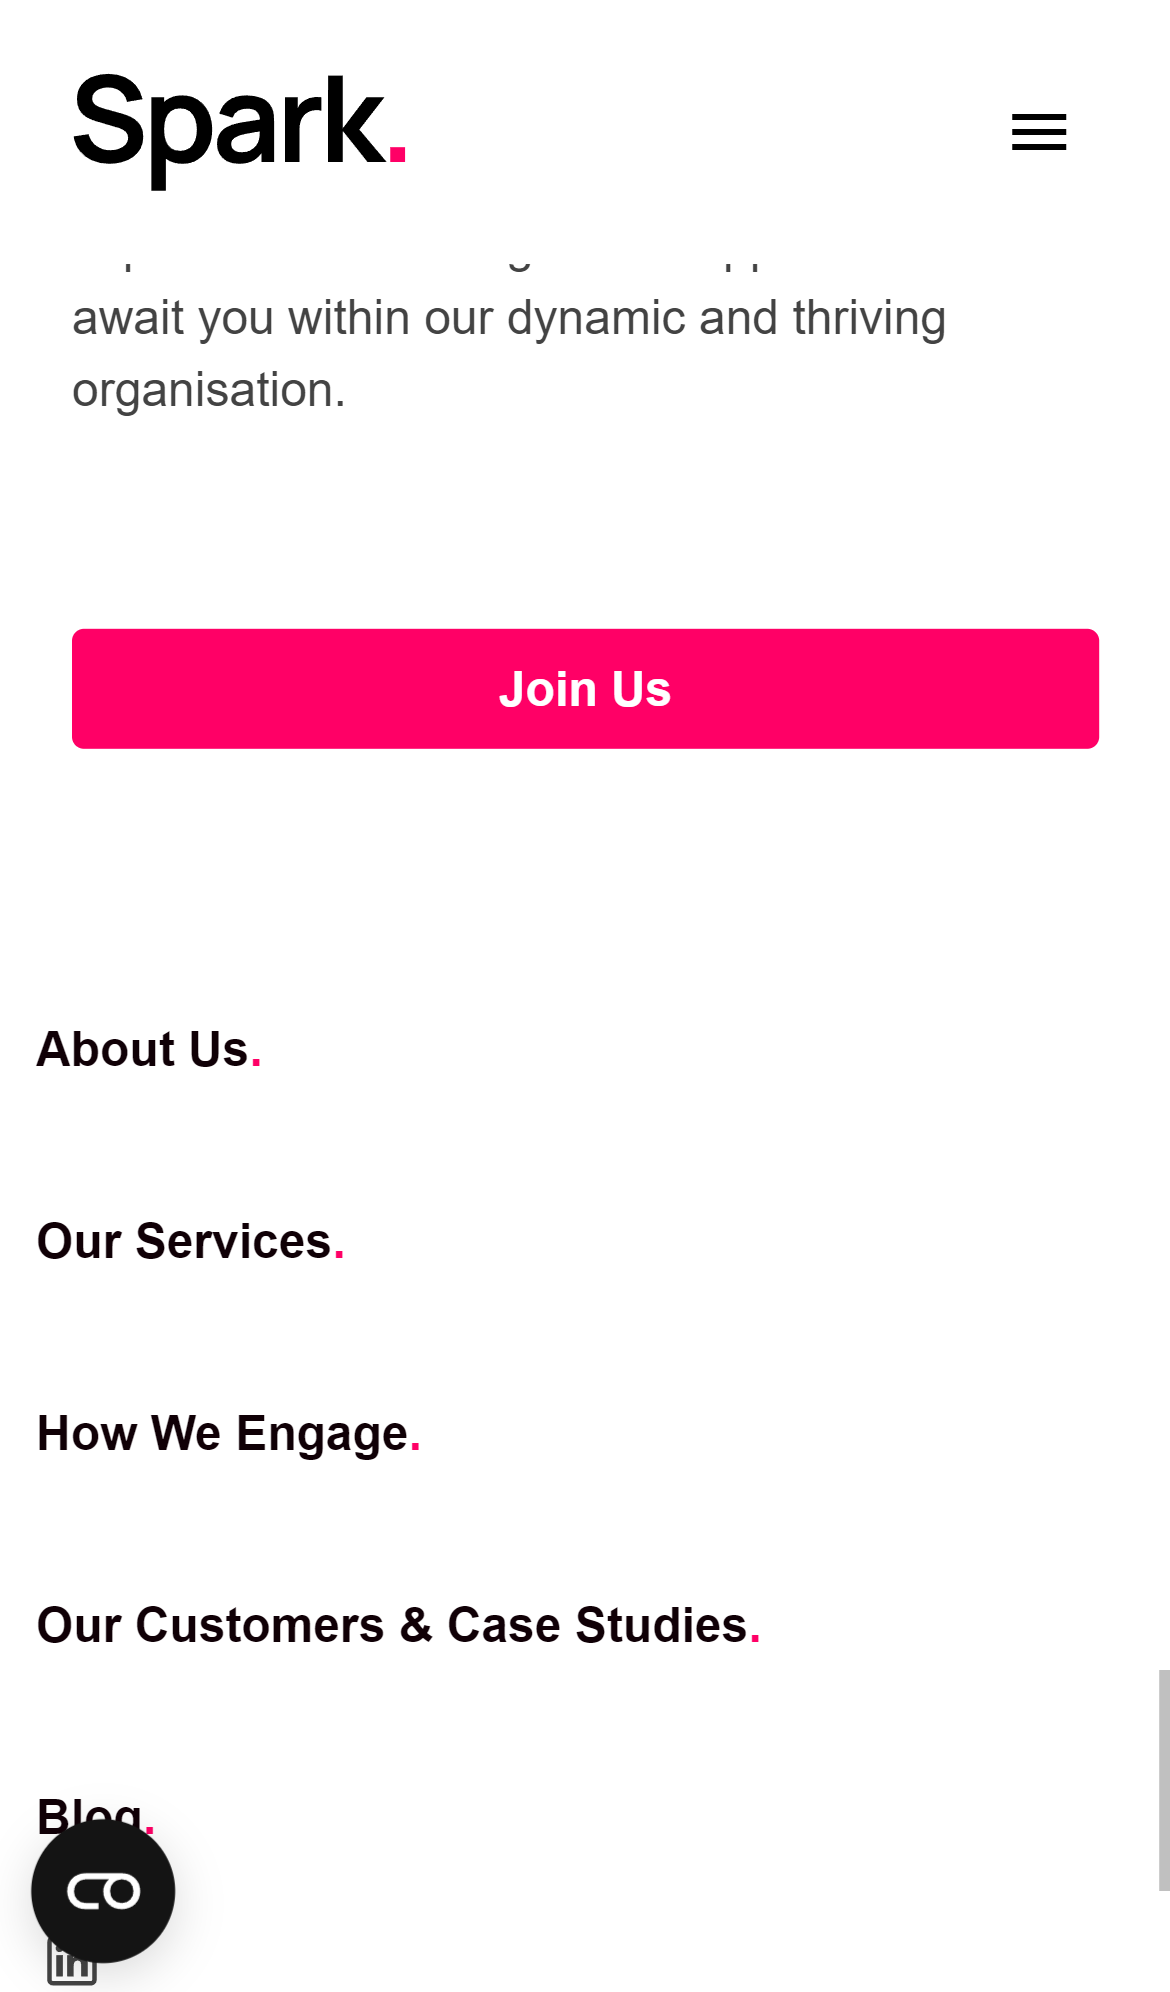 Spark.
await you within our dynamic and thriving
organisation.
Join Us
About Us.
Our Services.
How We Engage.
Our Customers & Case Studies.
Blog.
in